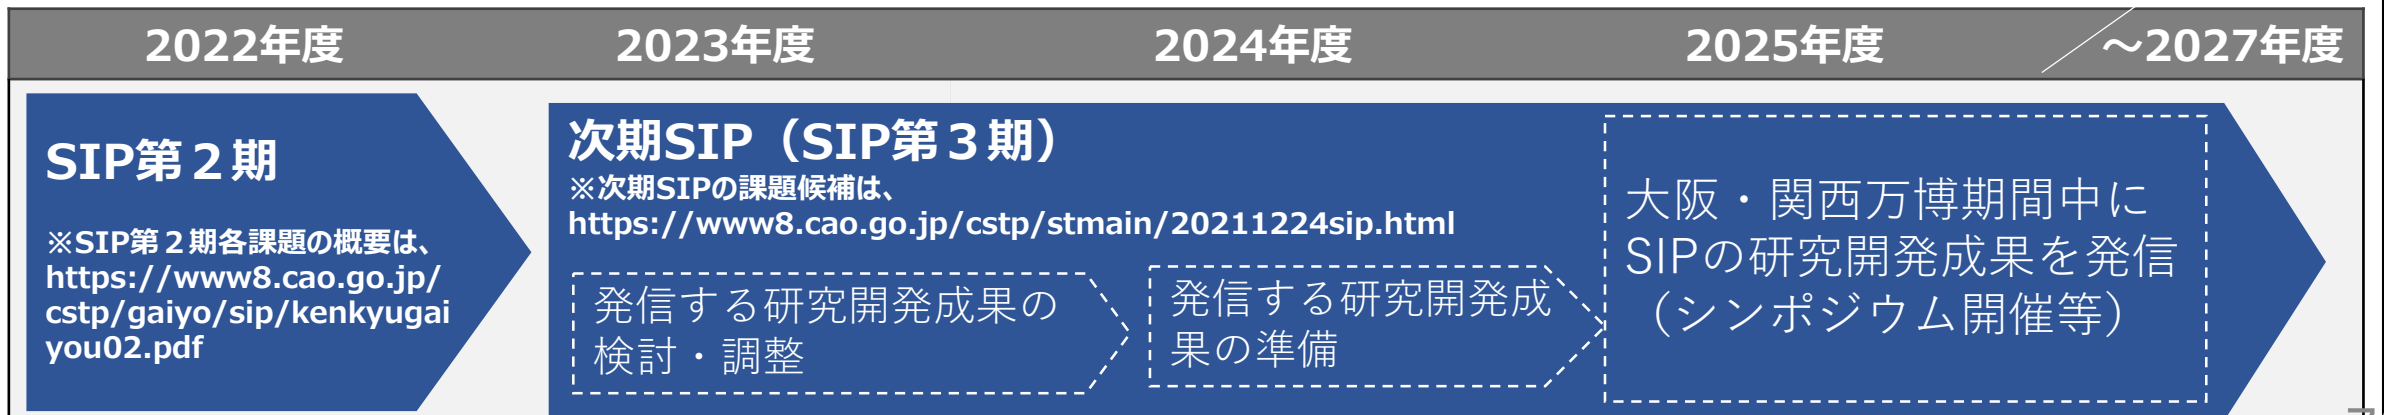 2022年度 2023年度 2024年度 2025年度 ～2027年度
SIP第２期
※SIP第２期各課題の概要は、
https://www8.cao.go.jp/
cstp/gaiyo/sip/kenkyugai
you02.pdf
次期SIP（SIP第３期）
※次期SIPの課題候補は、
https://www8.cao.go.jp/cstp/stmain/20211224sip.html
発信する研究開発成果の
検討・調整
発信する研究開発成
果の準備
大阪・関西万博期間中に
SIPの研究開発成果を発信
（シンポジウム開催等）